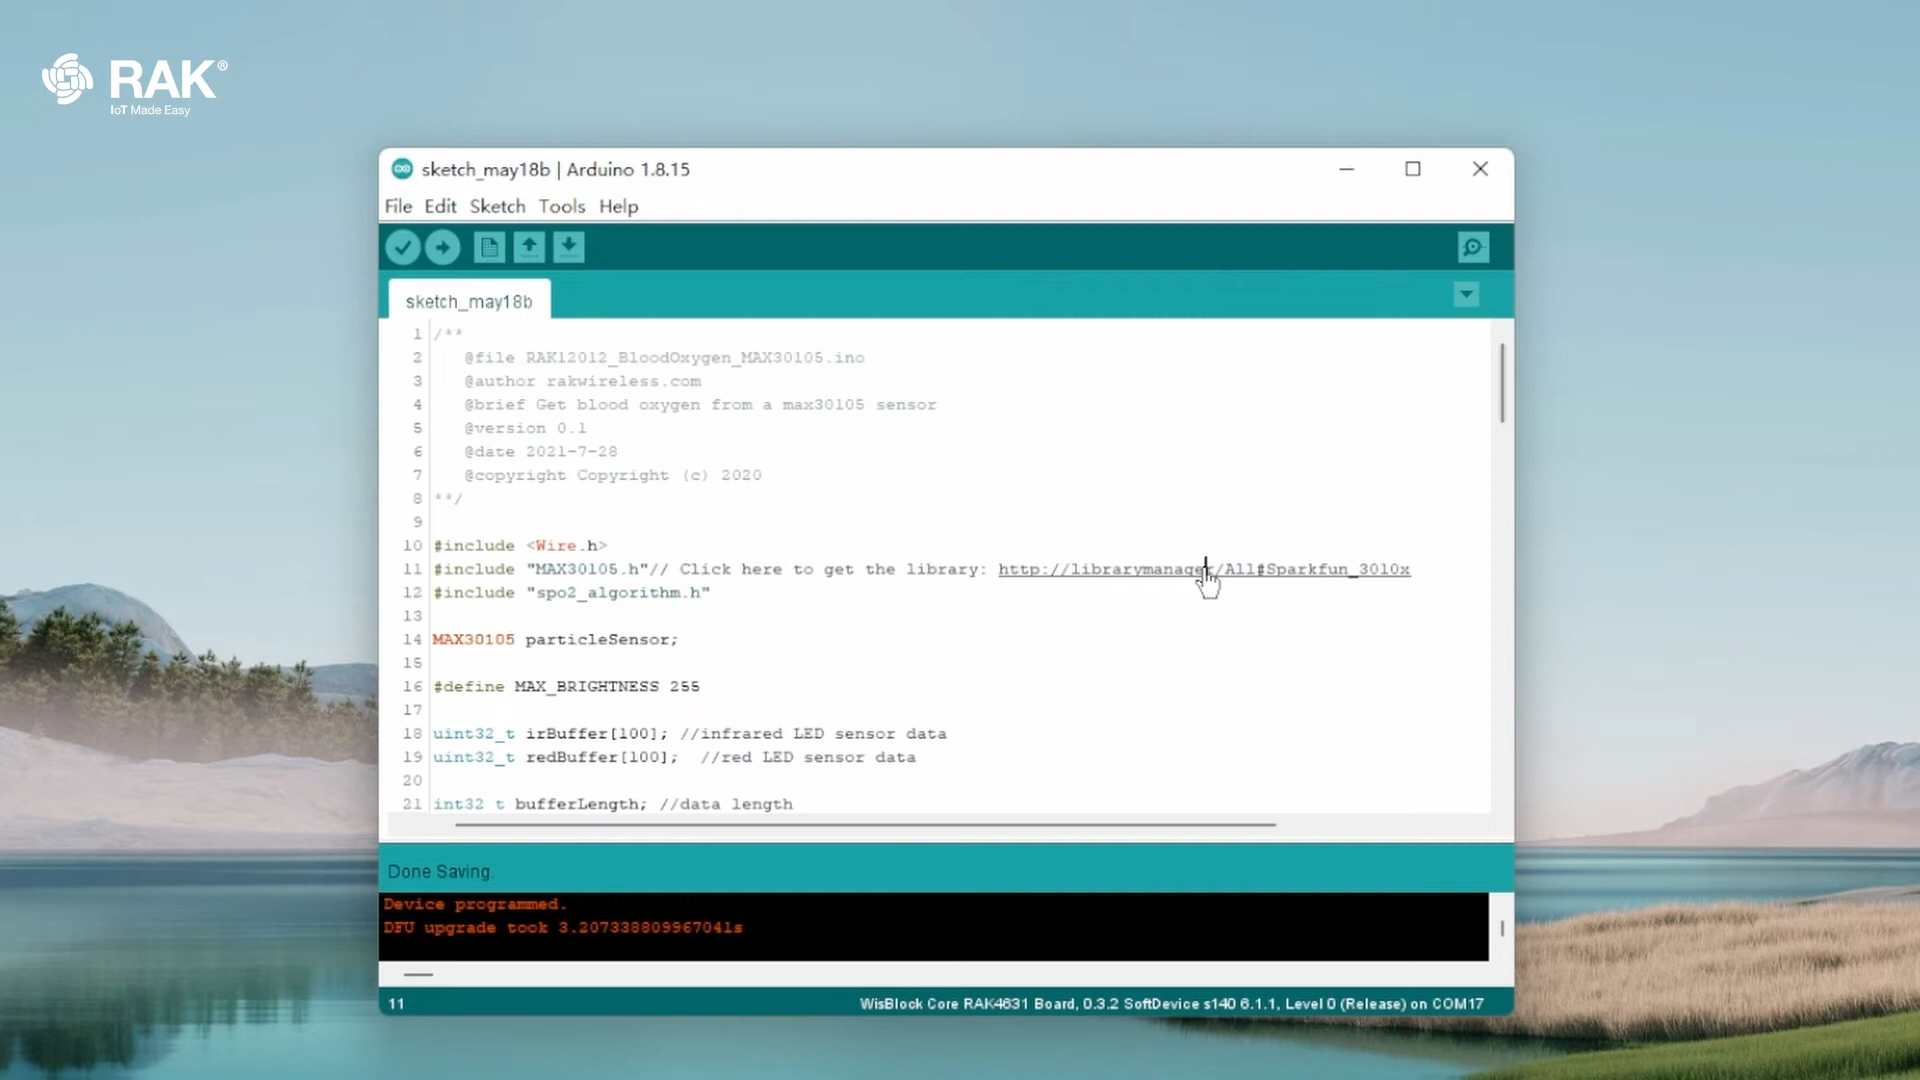 RAK®
IoT Made Easy
sketch_may18b | Arduino 1.8.15
File Edit Sketch Tools Help
sketch_may18b
1 /**
2 @file RAK12012_BloodOxygen_MAX30105.ino
3 @author rakwireless.com
4 @brief Get blood oxygen from a max30105 sensor
5 @version 0.1
6 @date 2021-7-28
7 @copyright Copyright (c) 2020
8 **/
9
10 #include <Wire.h>
11 #include "MAX30105.h"// Click here to get the library: http://librarymanager/All#Sparkfun_3010x
12 #include "spo2_algorithm.h"
13
14 MAX30105 particleSensor;
15
16 #define MAX_BRIGHTNESS 255
17
18 uint32_t irBuffer[100]; //infrared LED sensor data
19 uint32_t redBuffer[100]; //red LED sensor data
20
21 int32_t bufferLength; //data length
Done Saving.
Device programmed.
DFU upgrade took 3.207338809967041s
11
WisBlock Core RAK4631 Board, 0.3.2 SoftDevice s140 6.1.1, Level 0 (Release) on COM17